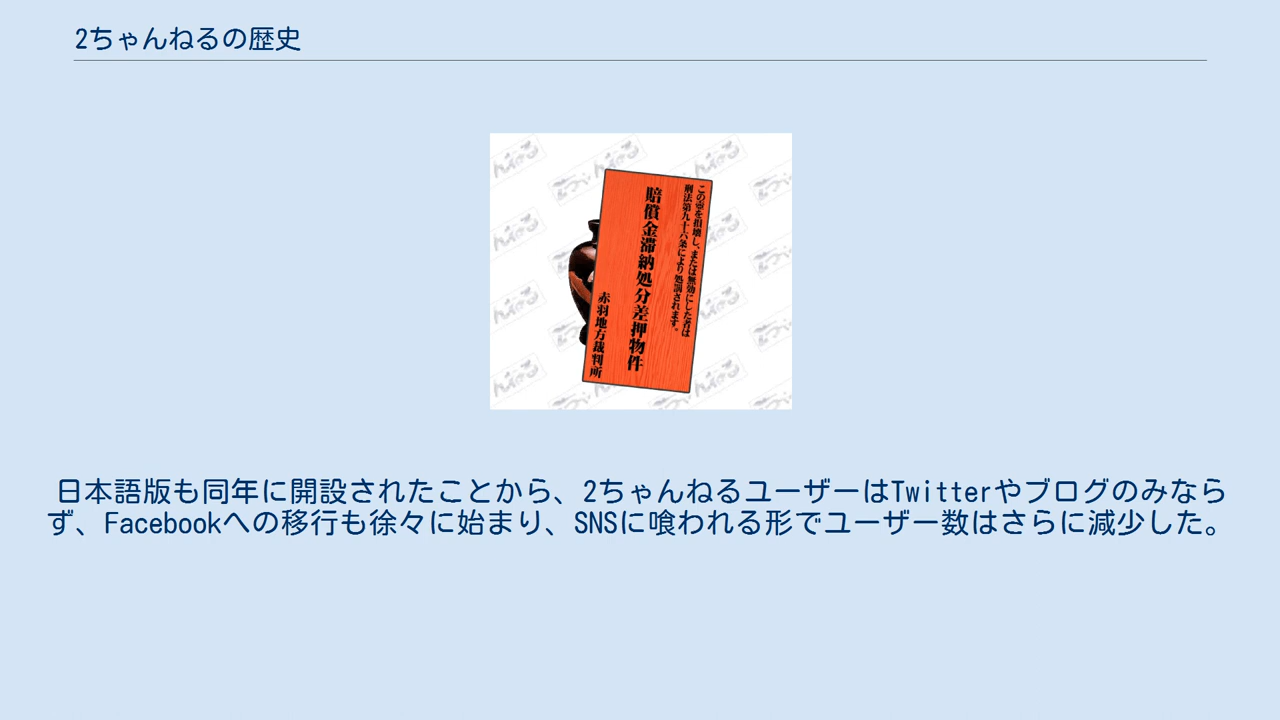 2ちゃんねるの歴史
この壺を損壊し、または無効にした者は
刑法第九十六条により処罰されます。
賠償金滞納処分差押物件
赤羽地方裁判所
日本語版も同年に開設されたことから、2ちゃんねるユーザーはTwitterやブログのみなら
ず、Facebookへの移行も徐々に始まり、SNSに喰われる形でユーザー数はさらに減少した。